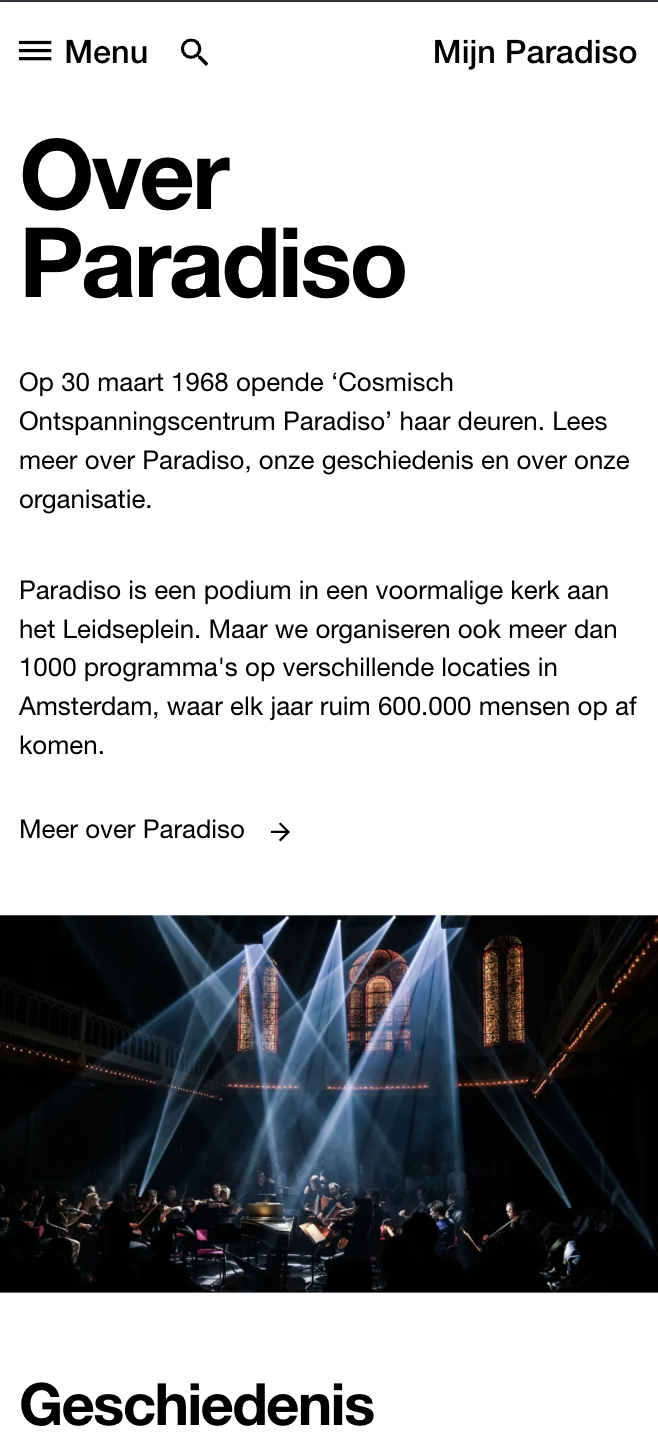 Menu
Mijn Paradiso
Over
Paradiso
Op 30 maart 1968 opende ‘Cosmisch
Ontspanningscentrum Paradiso’ haar deuren. Lees
meer over Paradiso, onze geschiedenis en over onze
organisatie.
Paradiso is een podium in een voormalige kerk aan
het Leidseplein. Maar we organiseren ook meer dan
1000 programma's op verschillende locaties in
Amsterdam, waar elk jaar ruim 600.000 mensen op af
komen.
Meer over Paradiso →
Geschiedenis